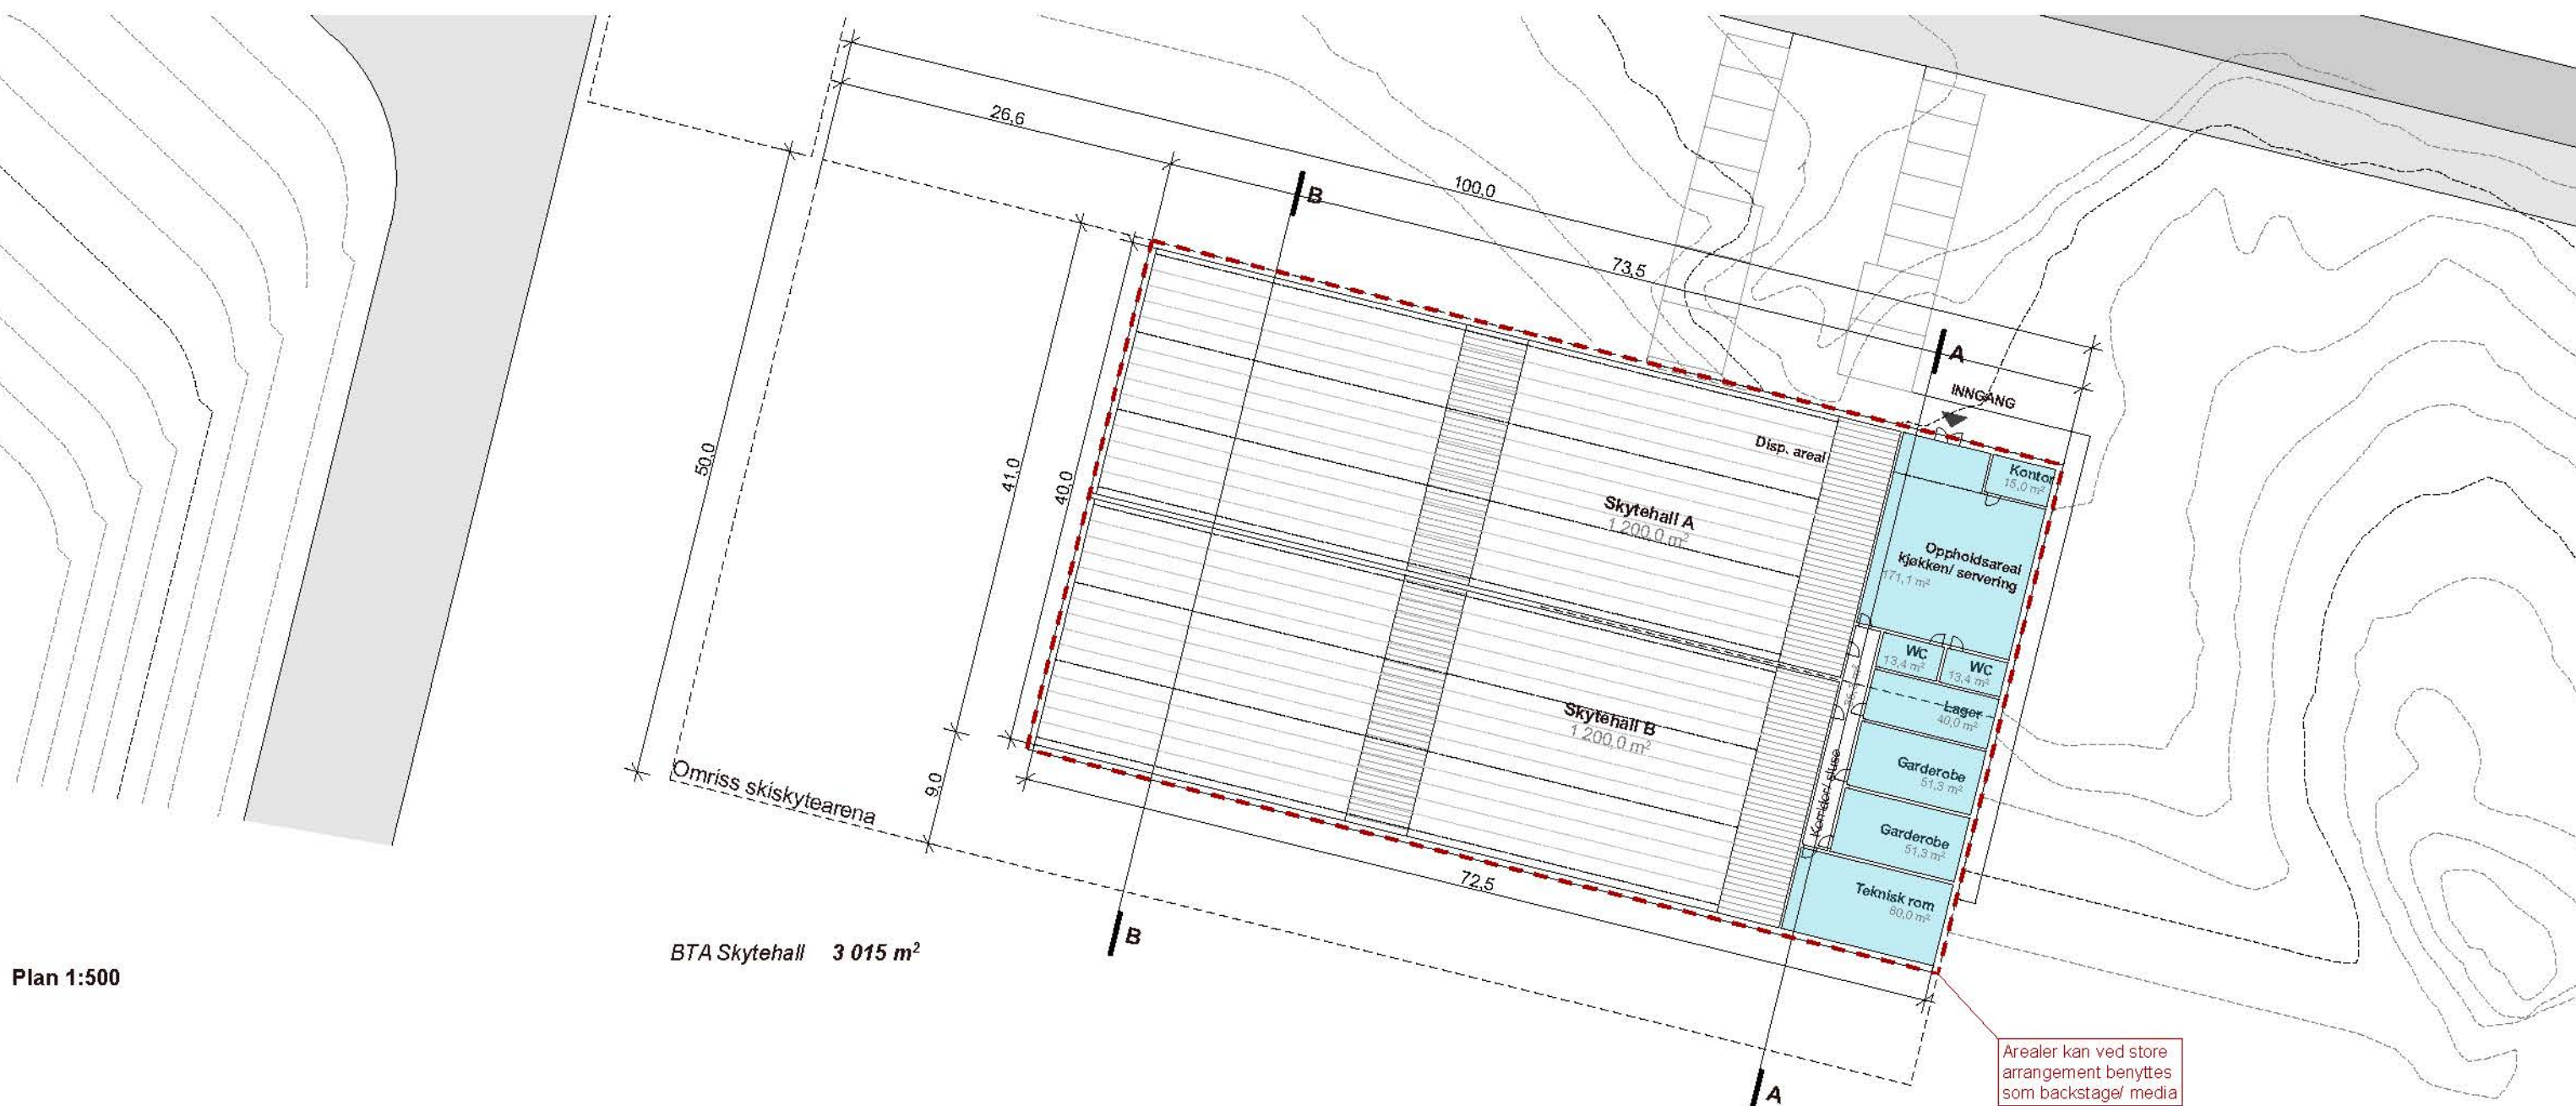 26,6
100,0
B
73,5
A
INNGANG
50,0
41,0
40,0
Disp. areal
Kontor
15,0 m²
Skytehall A
1 200,0 m²
Oppholdsareal
kjøkken/ servering
171,1 m²
WC
13,4 m²
WC
13,4 m²
Lager
40,0 m²
Skytehall B
1 200,0 m²
Korridor/ sluse
Garderobe
51,3 m²
Garderobe
51,3 m²
Teknisk rom
80,0 m²
9,0
Omriss skiskytearena
72,5
B
BTA Skytehall 3 015 m²
Plan 1:500
A
Arealer kan ved store
arrangement benyttes
som backstage/ media